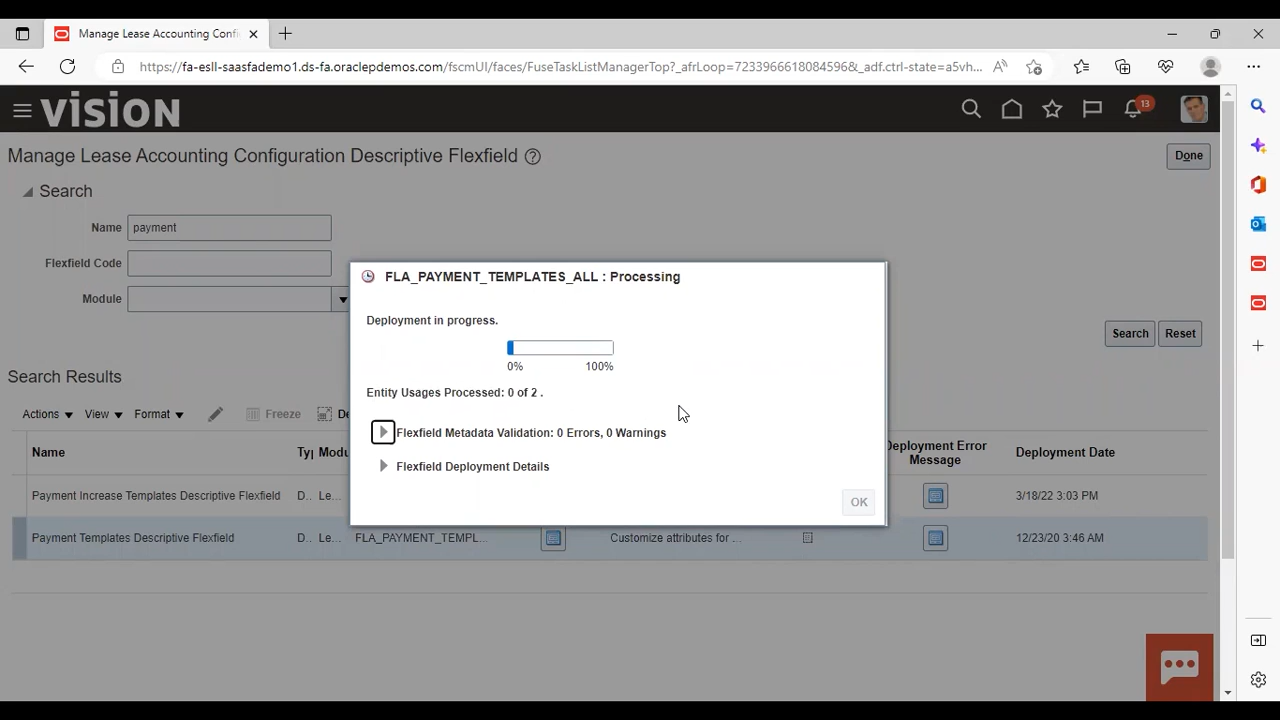 Manage Lease Accounting Confi
https://fa-esll-saasfademo1.ds-fa.oraclepdemos.com/fscmUI/faces/FuseTaskListManagerTop?_afrLoop=7233966618084596&_adf.ctrl-state=a5vh...
VISION
13
Manage Lease Accounting Configuration Descriptive Flexfield
Done
Search
Name payment
Flexfield Code
Module
Search Reset
FLA_PAYMENT_TEMPLATES_ALL : Processing
Deployment in progress.
0% 100%
Entity Usages Processed: 0 of 2 .
Flexfield Metadata Validation: 0 Errors, 0 Warnings
Flexfield Deployment Details
OK
Search Results
Actions View Format Freeze De
Name Ty Modu Deployment Error Message Deployment Date
Payment Increase Templates Descriptive Flexfield D.. Le... 3/18/22 3:03 PM
Payment Templates Descriptive Flexfield D.. Le... FLA_PAYMENT_TEMPL... Customize attributes for ... 12/23/20 3:46 AM